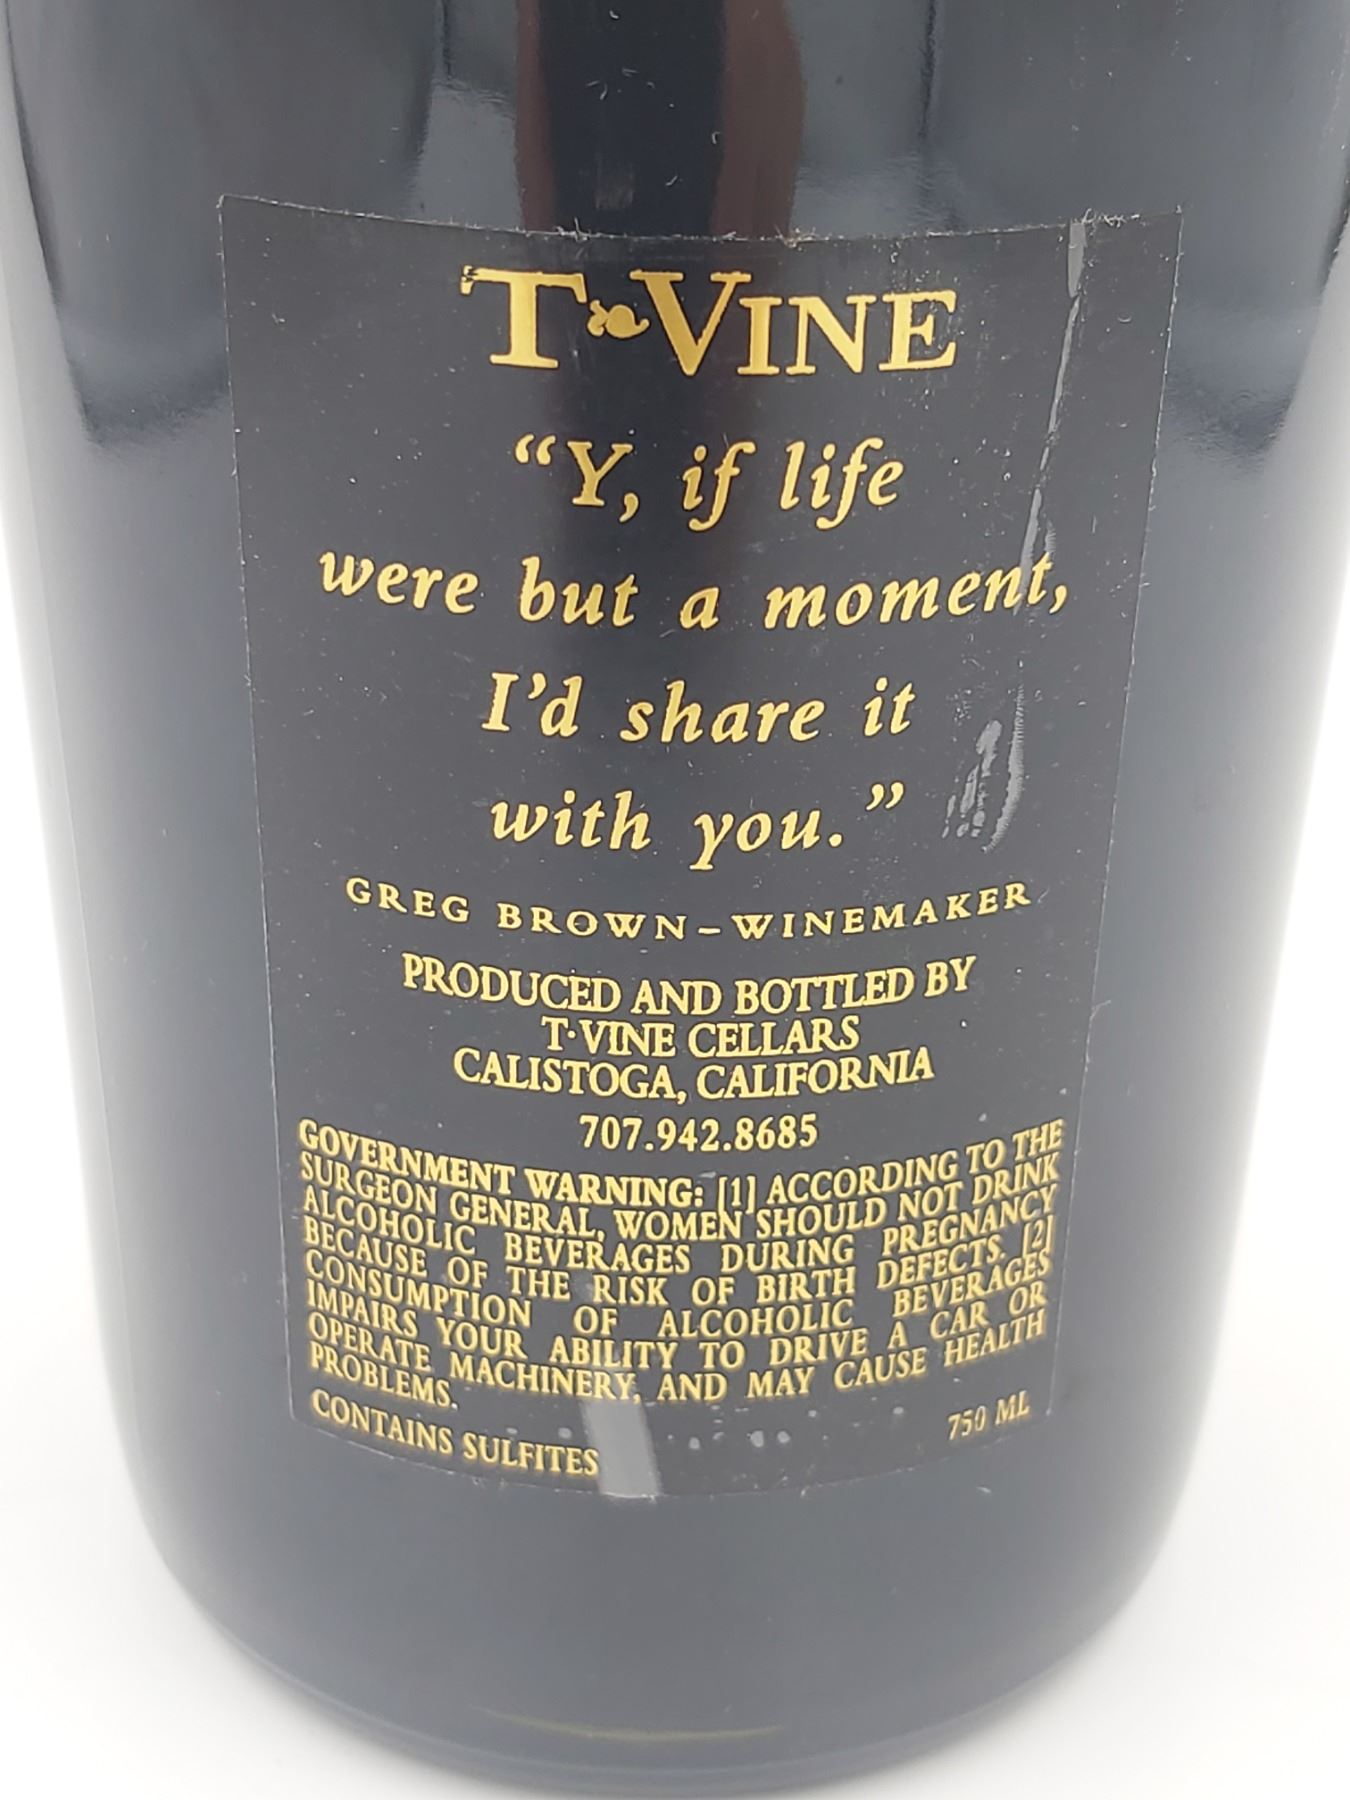 T VINE
"Y, if life
were but a moment,
I'd share it
with you."
GREG BROWN–WINEMAKER
PRODUCED AND BOTTLED BY
T·VINE CELLARS
CALISTOGA, CALIFORNIA
707.942.8685
GOVERNMENT WARNING: [1] ACCORDING TO THE
SURGEON GENERAL, WOMEN SHOULD NOT DRINK
ALCOHOLIC BEVERAGES DURING PREGNANCY
BECAUSE OF THE RISK OF BIRTH DEFECTS. [2]
CONSUMPTION OF ALCOHOLIC BEVERAGES
IMPAIRS YOUR ABILITY TO DRIVE A CAR OR
OPERATE MACHINERY, AND MAY CAUSE HEALTH
PROBLEMS.
CONTAINS SULFITES 750 ML